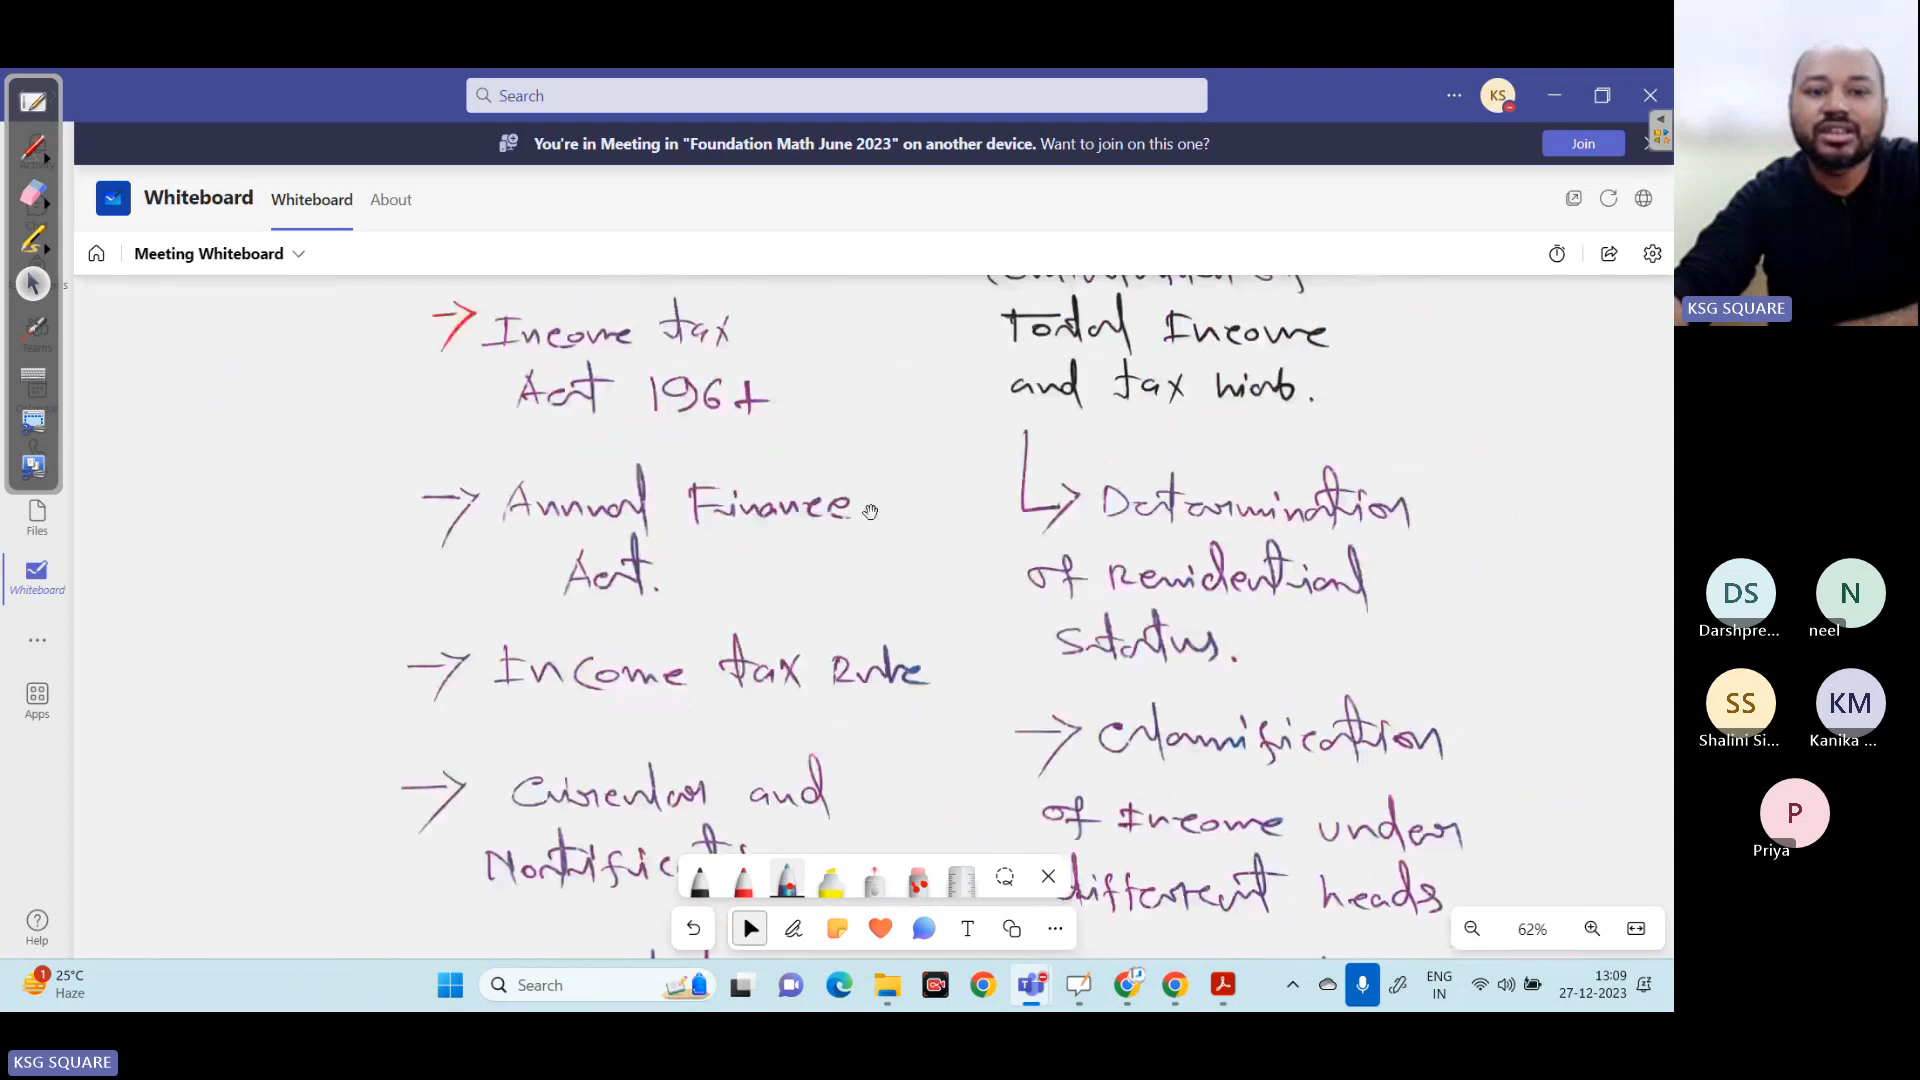 Search
KS
You're in Meeting in "Foundation Math June 2023" on another device. Want to join on this one?
Join
Whiteboard
Whiteboard
About
Meeting Whiteboard
KSG SQUARE
Income tax
Act 1961
Annual Finance
Act.
Income tax Rule
Circular and
Total Income
and tax
Determination
of Residential
status.
Classification
of Income under
different heads
Teams
Files
Whiteboard
Apps
Help
62%
DS
Darshpre...
N
neel
SS
Shalini Si...
KM
Kanika ...
P
Priya
1
25°C
Haze
Search
ENG
IN
13:09
27-12-2023
KSG SQUARE